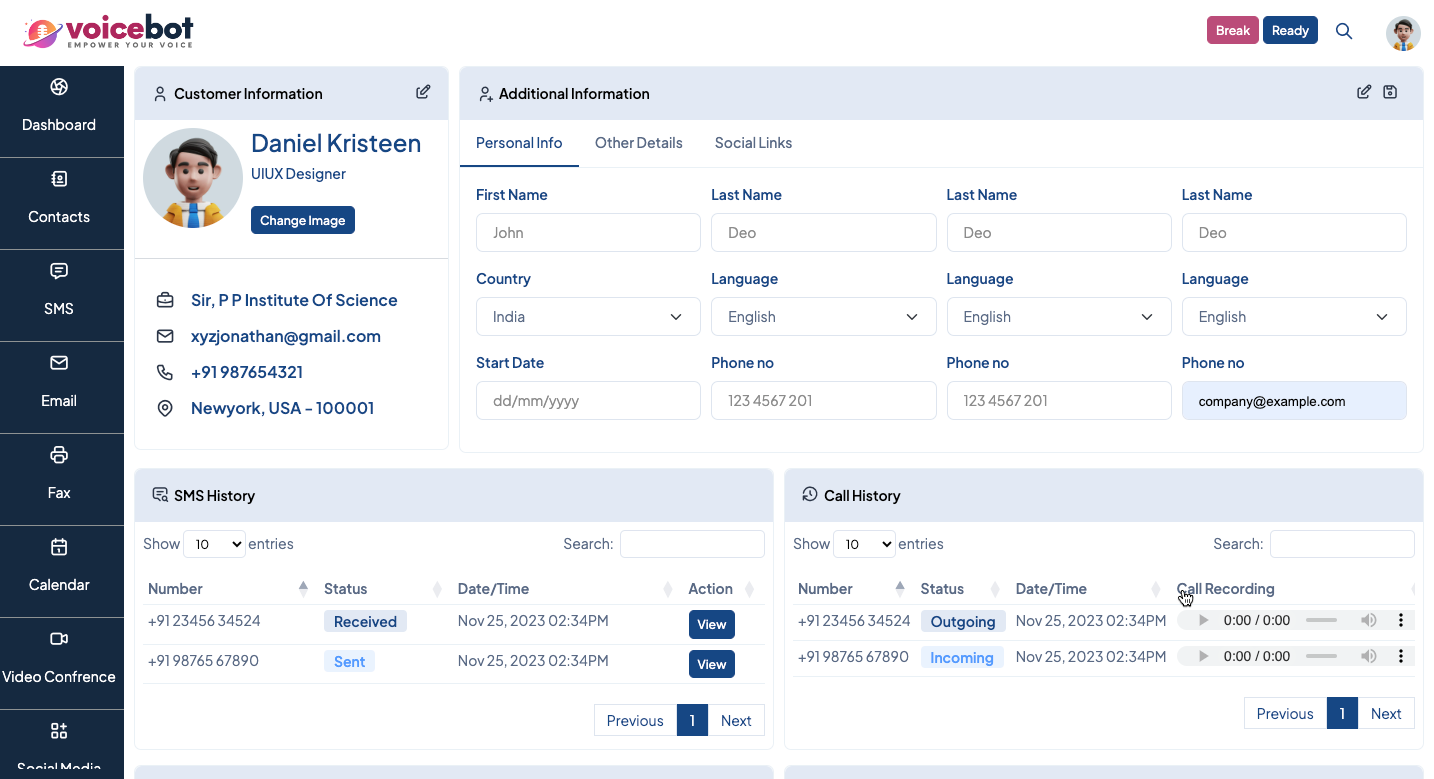 voicebot
EMPOWER YOUR VOICE
Break
Ready
Dashboard
Contacts
SMS
Email
Fax
Calendar
Video Confrence
Social Media
Customer Information
Daniel Kristeen
UIUX Designer
Change Image
Sir, P P Institute Of Science
xyzjonathan@gmail.com
+91 987654321
Newyork, USA - 100001
Additional Information
Personal Info Other Details Social Links
First Name Last Name Last Name Last Name
John Deo Deo Deo
Country Language Language Language
India English English English
Start Date Phone no Phone no Phone no
dd/mm/yyyy 123 4567 201 123 4567 201 company@example.com
SMS History
Show 10 entries Search:
Number Status Date/Time Action
+91 23456 34524 Received Nov 25, 2023 02:34PM View
+91 98765 67890 Sent Nov 25, 2023 02:34PM View
Previous 1 Next
Call History
Show 10 entries Search:
Number Status Date/Time Call Recording
+91 23456 34524 Outgoing Nov 25, 2023 02:34PM 0:00 / 0:00
+91 98765 67890 Incoming Nov 25, 2023 02:34PM 0:00 / 0:00
Previous 1 Next